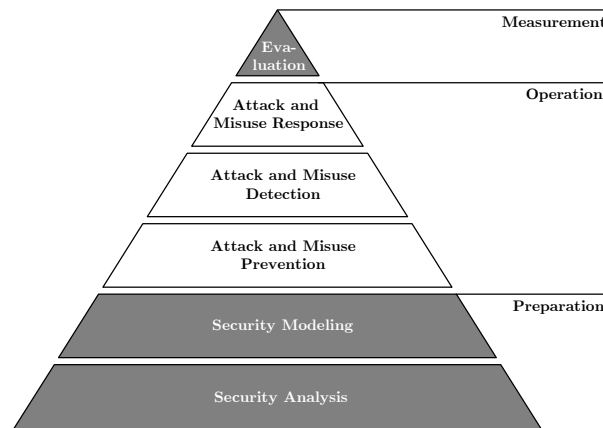 Measurement
Eva-
luation
Operation
Attack and
Misuse Response
Attack and Misuse
Detection
Attack and Misuse
Prevention
Preparation
Security Modeling
Security Analysis